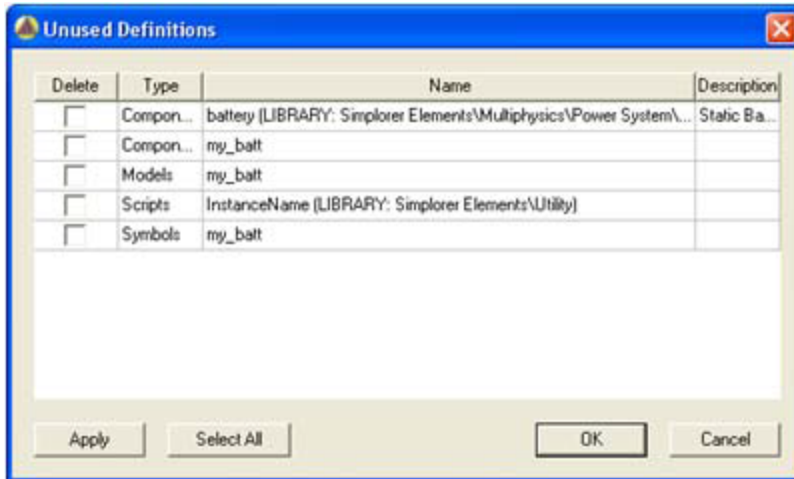 Unused Definitions
Delete Type Name Description
Compon... battery (LIBRARY: Simplorer Elements\Multiphysics\Power System\... Static Ba...
Compon... my_batt
Models my_batt
Scripts InstanceName (LIBRARY: Simplorer Elements\Utility)
Symbols my_batt
Apply Select All OK Cancel